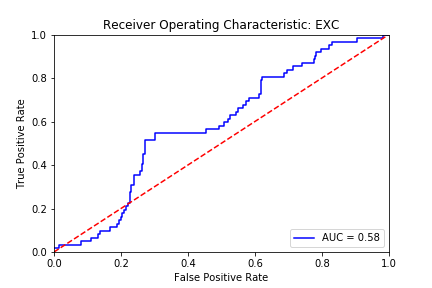 Receiver Operating Characteristic: EXC
True Positive Rate
1.0
0.8
0.6
0.4
0.2
0.0
AUC = 0.58
0.0 0.2 0.4 0.6 0.8 1.0
False Positive Rate